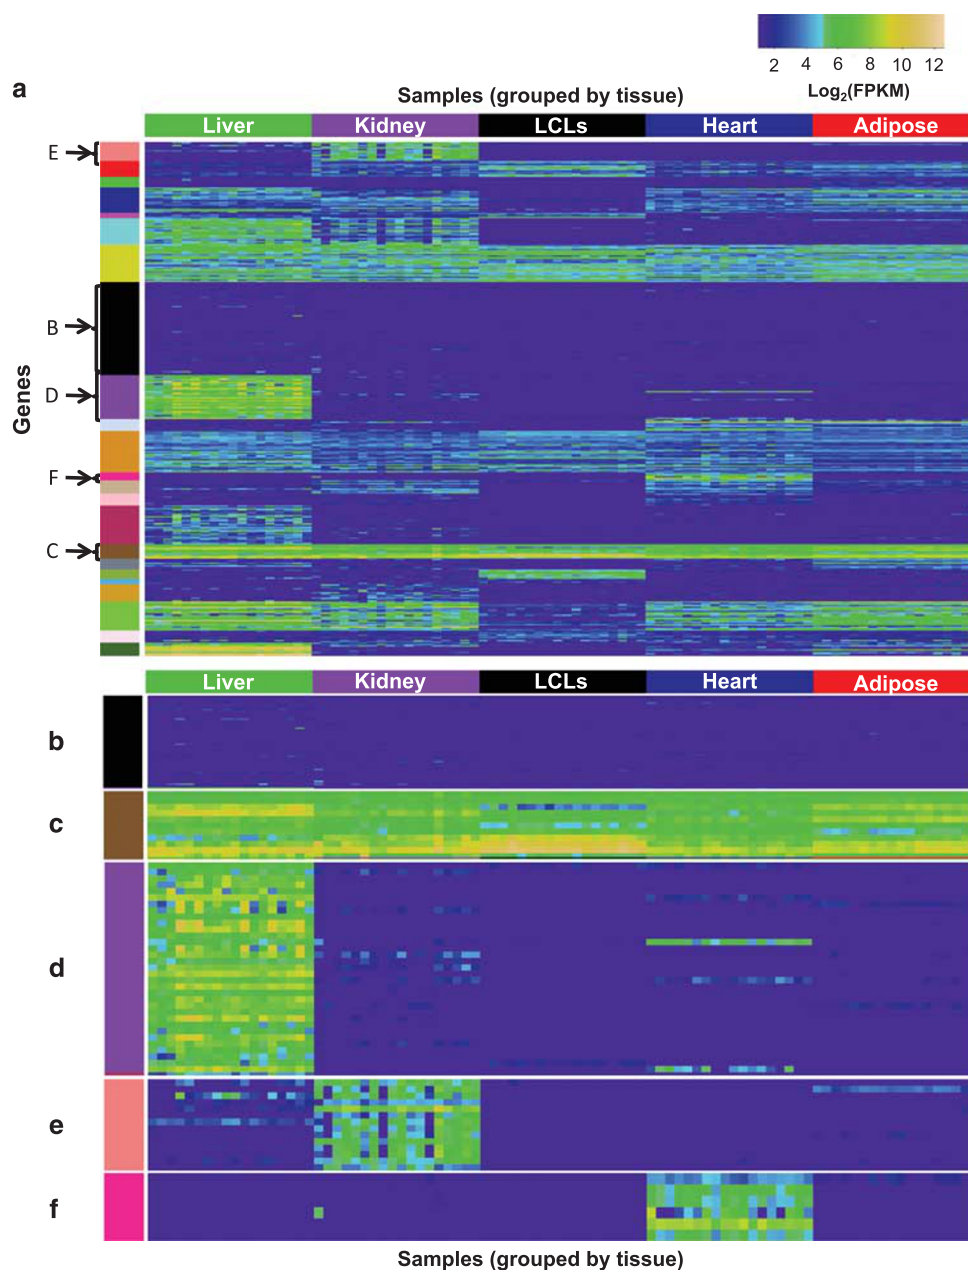 2 4 6 8 10 12
Log2(FPKM)
a
Samples (grouped by tissue)
Liver Kidney LCLs Heart Adipose
E
B
D
F
C
Genes
Liver Kidney LCLs Heart Adipose
b
c
d
e
f
Samples (grouped by tissue)